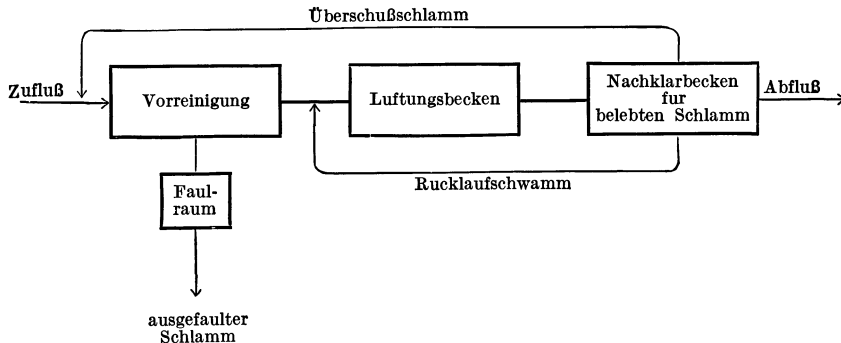 Überschußschlamm
Zufluß
Vorreinigung
Luftungsbecken
Nachklarbecken
fur
belebten Schlamm
Abfluß
Rucklaufschwamm
Faul-
raum
ausgefaulter
Schlamm